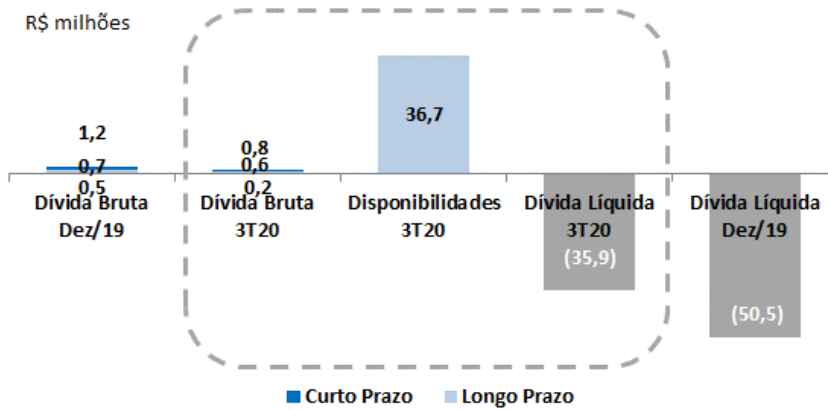 R$ milhões
1,2
0,7
0,5
0,8
0,6
0,2
36,7
Dívida Bruta
Dez/19
Dívida Bruta
3T20
Disponibilidades
3T20
Dívida Líquida
3T20
Dívida Líquida
Dez/19
(35,9)
(50,5)
Curto Prazo
Longo Prazo